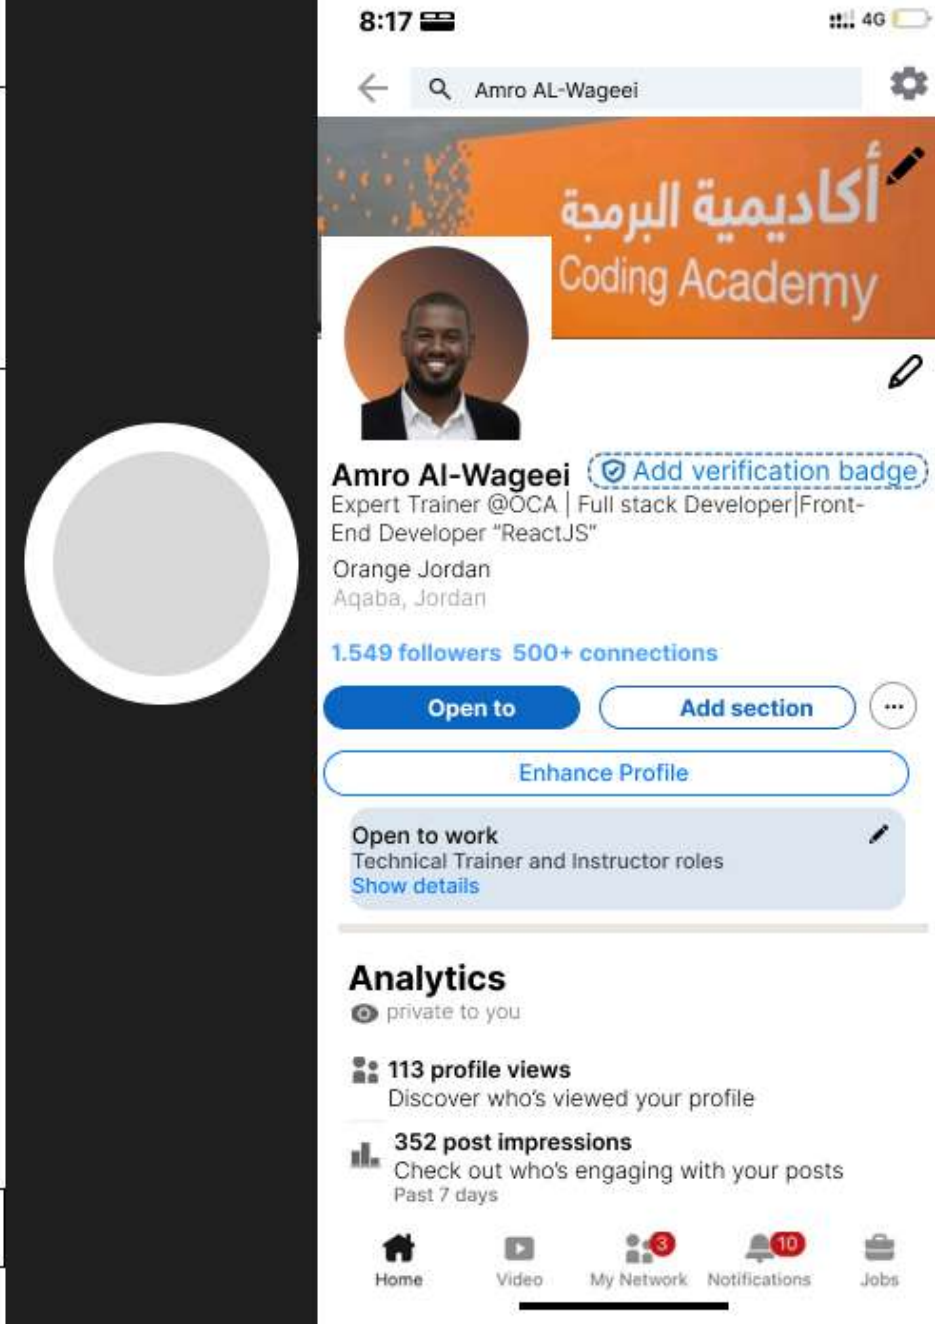 8:17
4G
Amro AL-Wageei
أكاديمية البرمجة
Coding Academy
Amro Al-Wageei
Add verification badge
Expert Trainer @OCA | Full stack Developer|Front-
End Developer "ReactJS"
Orange Jordan
Aqaba, Jordan
1.549 followers 500+ connections
Open to
Add section
Enhance Profile
Open to work
Technical Trainer and Instructor roles
Show details
Analytics
private to you
113 profile views
Discover who's viewed your profile
352 post impressions
Check out who's engaging with your posts
Past 7 days
3
10
Home
Video
My Network
Notifications
Jobs